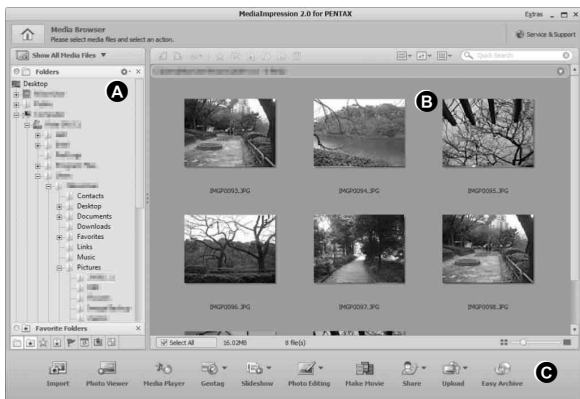 MediaImpression 2.0 for PENTAX
Extras
Media Browser
Please select media files and select an action.
Service & Support
Show All Media Files
Quick Search
Folders
A
B
Desktop
Contacts
Desktop
Documents
Downloads
Favorites
Links
Music
Pictures
IMGP0093.JPG
IMGP0094.JPG
IMGP0095.JPG
IMGP0096.JPG
IMGP0097.JPG
IMGP0098.JPG
Favorite Folders
Select All
16.02MB
8 file(s)
Import
Photo Viewer
Media Player
Geotag
Slideshow
Photo Editing
Make Movie
Share
Upload
Easy Archive
C